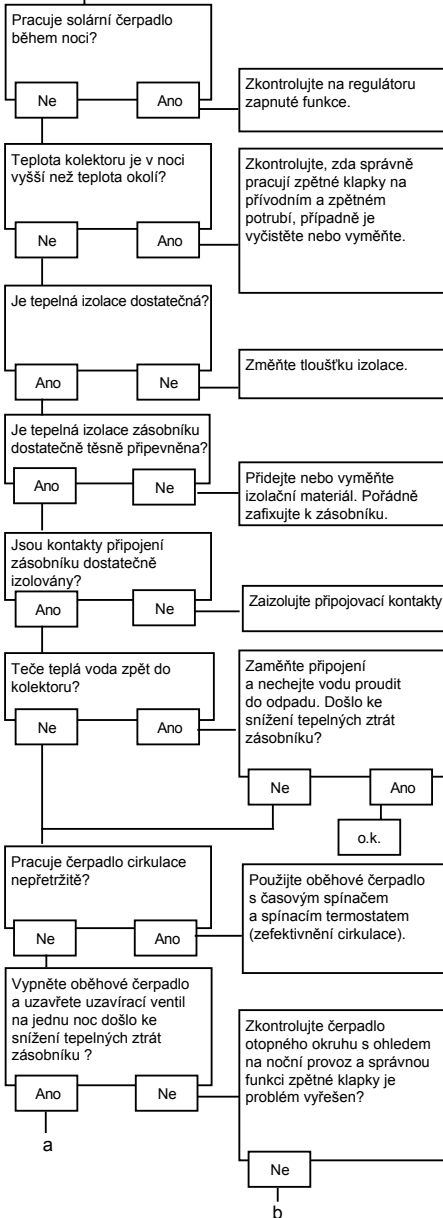 Pracuje solární čerpadlo
během noci?
Ne
Ano
Zkontrolujte na regulátoru
zapnuté funkce.
Teplota kolektoru je v noci
vyšší než teplota okolí?
Ne
Ano
Zkontrolujte, zda správně
pracují zpětné klapky na
přívodním a zpětném
potrubí, případně je
vyčistěte nebo vyměňte.
Je tepelná izolace dostatečná?
Ano
Ne
Změňte tloušťku izolace.
Je tepelná izolace zásobníku
dostatečně těsně připevněna?
Ano
Ne
Přidejte nebo vyměňte
izolační materiál. Pořádně
zafixujte k zásobníku.
Jsou kontakty připojení
zásobníku dostatečně
izolovány?
Ano
Ne
Zaizolujte připojovací kontakty
Teče teplá voda zpět do
kolektoru?
Ne
Ano
Zaměňte připojení
a nechejte vodu proudit
do odpadu. Došlo ke
snížení tepelných ztrát
zásobníku?
Ne
Ano
o.k.
Pracuje čerpadlo cirkulace
nepřetržitě?
Ne
Ano
Použijte oběhové čerpadlo
s časovým spínačem
a spínacím termostatem
(zefektivnění cirkulace).
Vypněte oběhové čerpadlo
a uzavřete uzavírací ventil
na jednu noc došlo ke
snížení tepelných ztrát
zásobníku ?
Ano
Ne
a
Zkontrolujte čerpadlo
otopného okruhu s ohledem
na noční provoz a správnou
funkci zpětné klapky je
problém vyřešen?
Ne
b